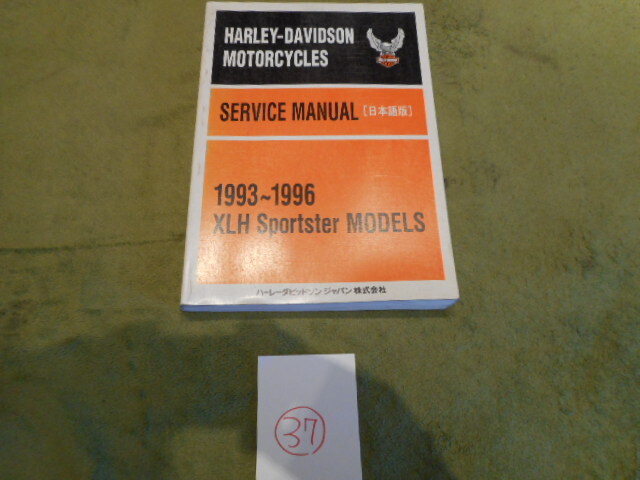 HARLEY-DAVIDSON
MOTORCYCLES
SERVICE MANUAL [日本語版]
1993~1996
XLH Sportster MODELS
ハーレーダビッドソン ジャパン 株式会社
37